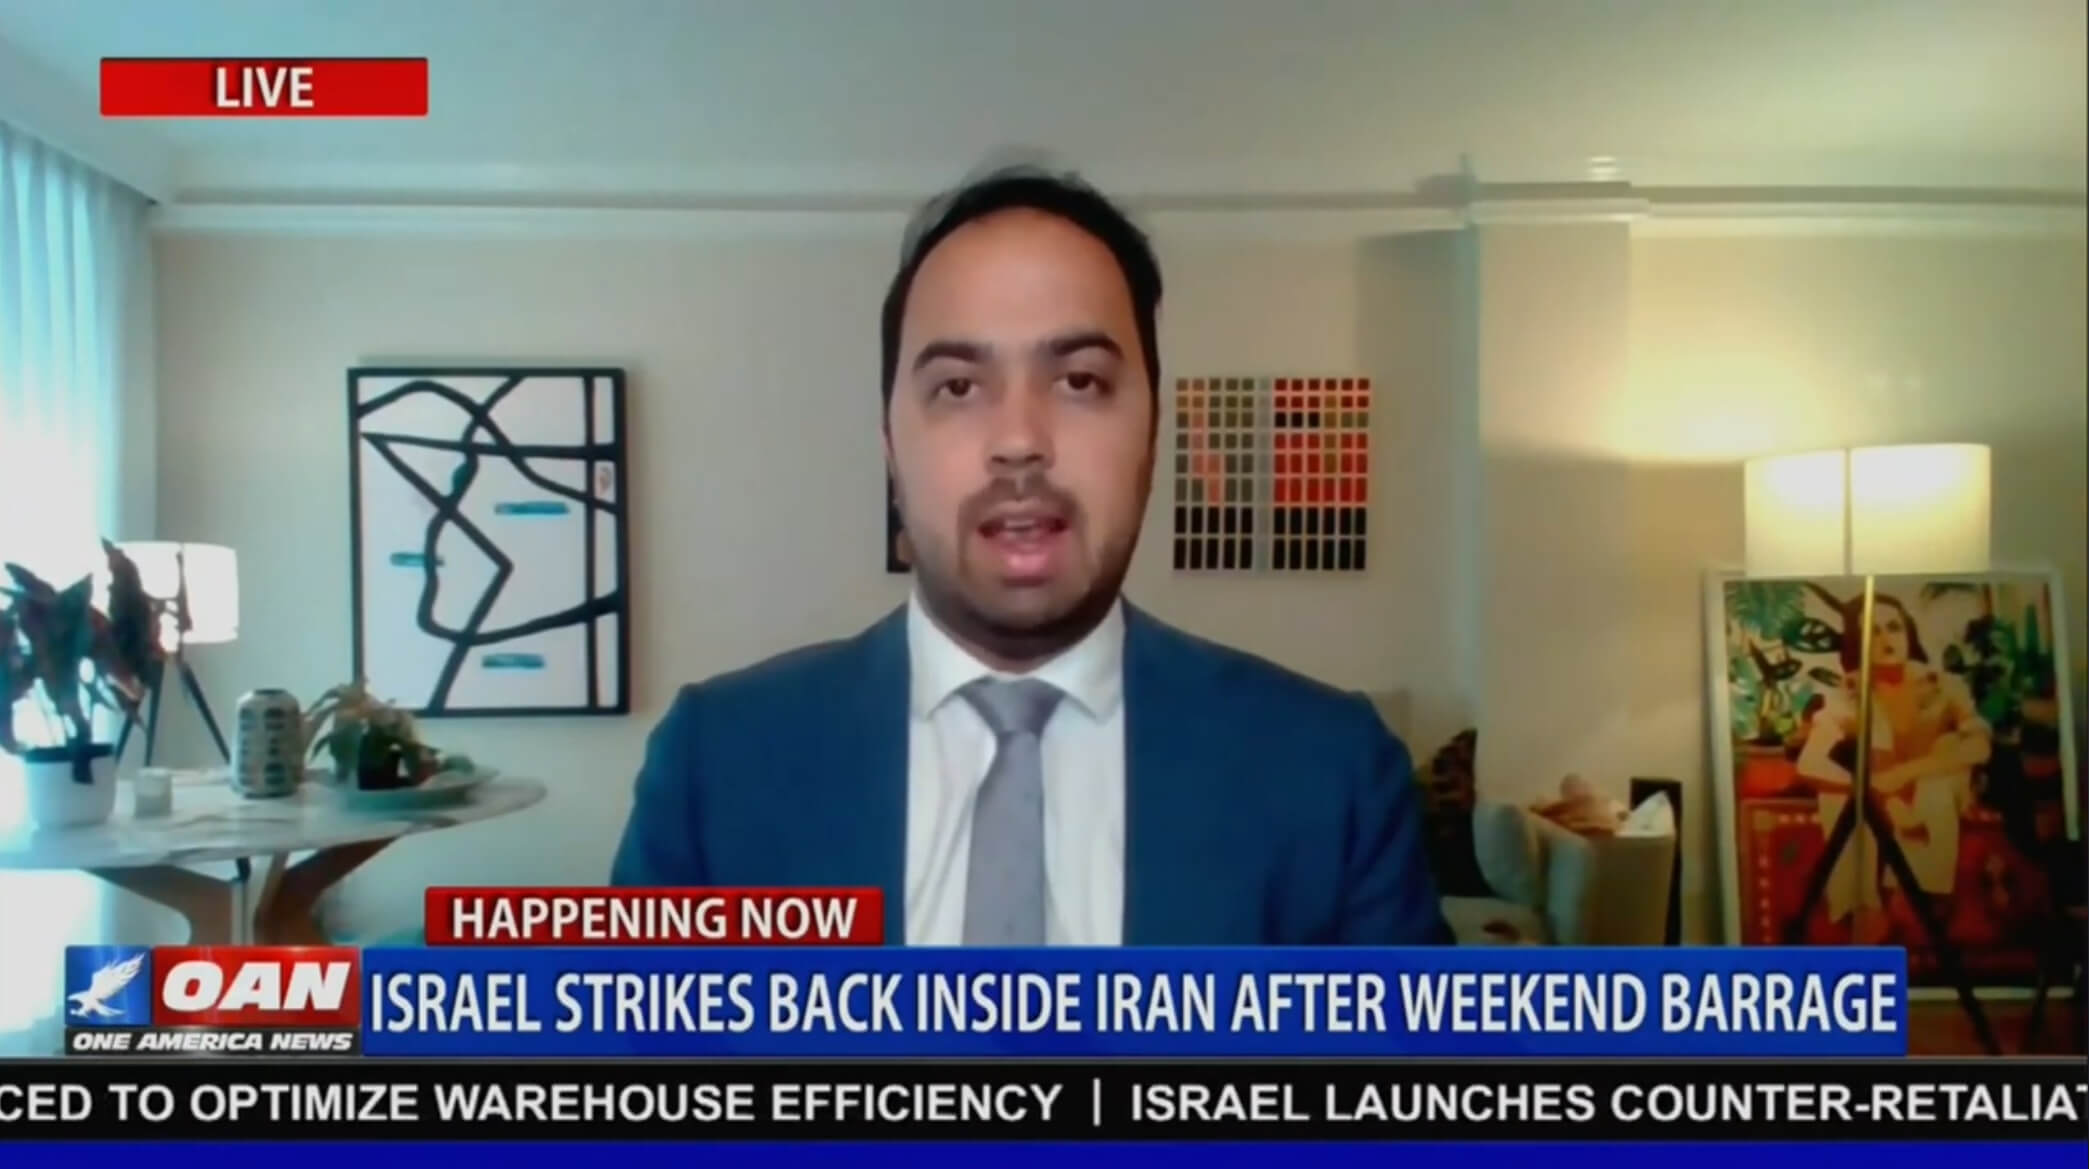 LIVE
HAPPENING NOW
OAN
ONE AMERICA NEWS
ISRAEL STRIKES BACK INSIDE IRAN AFTER WEEKEND BARRAGE
CED TO OPTIMIZE WAREHOUSE EFFICIENCY | ISRAEL LAUNCHES COUNTER-RETALIAT